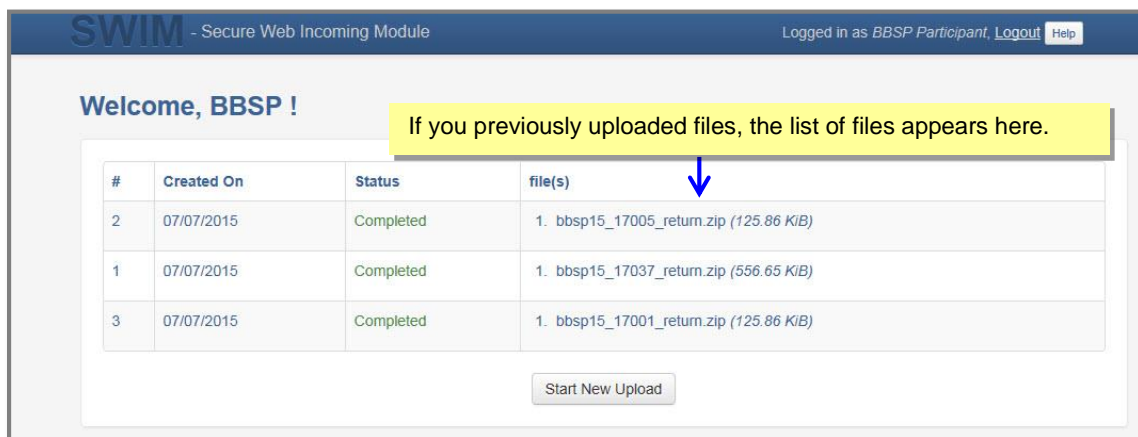 SWIM - Secure Web Incoming Module Logged in as BBSP Participant, Logout Help
Welcome, BBSP !
If you previously uploaded files, the list of files appears here.
# Created On Status file(s)
2 07/07/2015 Completed 1. bbsp15_17005_return.zip (125.86 KiB)
1 07/07/2015 Completed 1. bbsp15_17037_return.zip (556.65 KiB)
3 07/07/2015 Completed 1. bbsp15_17001_return.zip (125.86 KiB)
Start New Upload